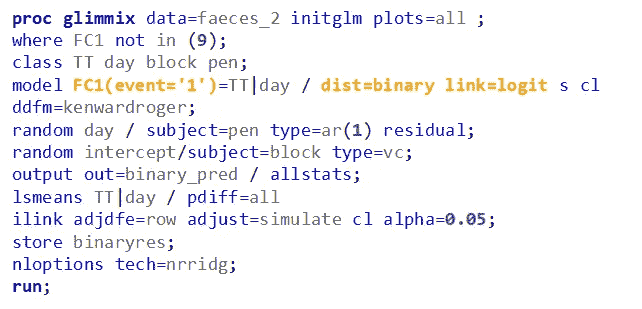 proc glimmix data=faeces_2 initglm plots=all ;
where FC1 not in (9);
class TT day block pen;
model FC1(event='1')=TT|day / dist=binary link=logit s cl
ddfm=kenwardroger;
random day / subject=pen type=ar(1) residual;
random intercept/subject=block type=vc;
output out=binary_pred / allstats;
lsmeans TT|day / pdiff=all
ilink adjdfe=row adjust=simulate cl alpha=0.05;
store binaryres;
nloptions tech=nrridg;
run;